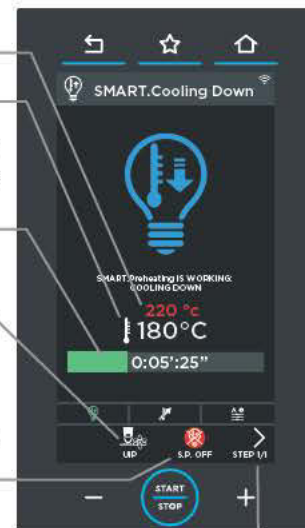 SMART.Cooling Down
SMART.Preheating IS WORKING:
COOLING DOWN
220 °c
180°C
0:05':25"
UIP
S.P. OFF
STEP 1/1
START
STOP